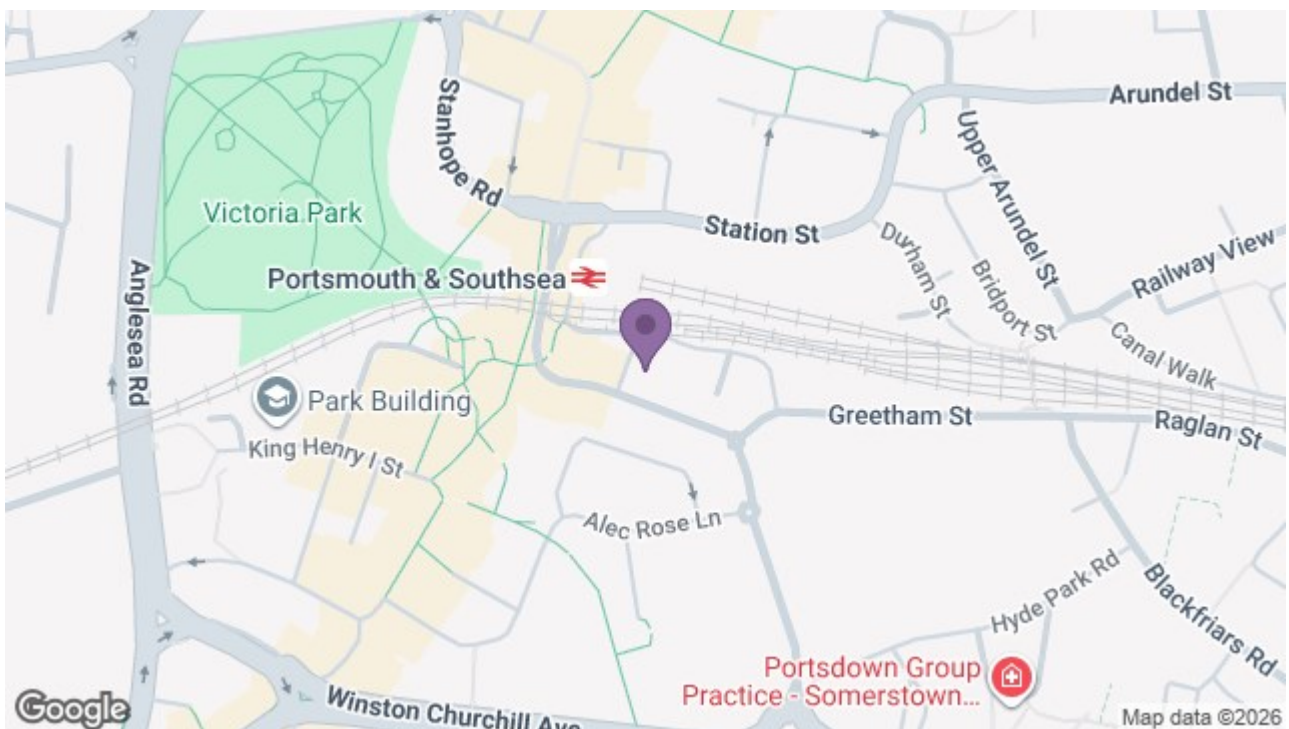 Arundel St
Stanhope Rd
Upper Arundel St
Victoria Park
Station St
Durham St
Bridport St
Railway View
Portsmouth & Southsea
Anglesea Rd
Canal Walk
Park Building
Greetham St
Raglan St
King Henry I St
Alec Rose Ln
Hyde Park Rd
Blackfriars Rd
Portsdown Group
Practice - Somerstown...
Winston Churchill Ave
Google
Map data ©2026